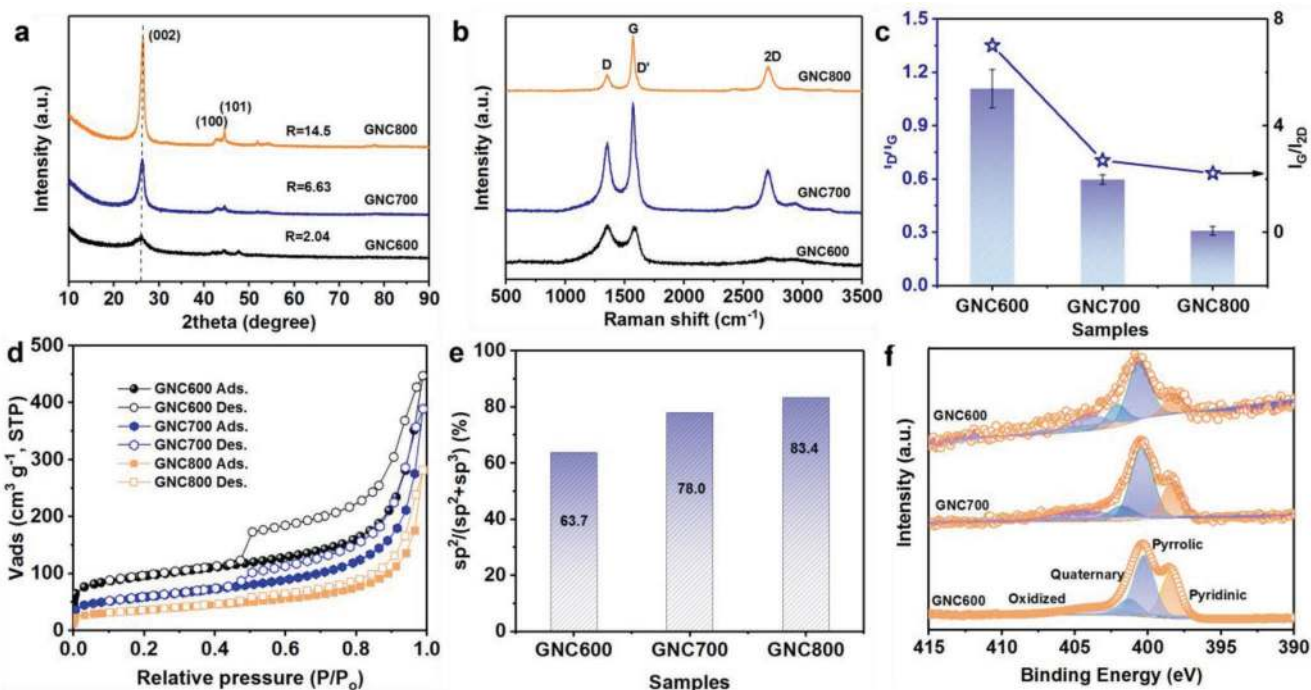 a
(002)
(101)
(100)
R=14.5
GNC800
R=6.63
GNC700
R=2.04
GNC600
Intensity (a.u.)
10 20 30 40 50 60 70 80 90
2theta (degree)
b
G
D
D'
2D
GNC800
GNC700
GNC600
Intensity (a.u.)
500 1000 1500 2000 2500 3000 3500
Raman shift (cm⁻¹)
c
1.5
1.2
0.9
0.6
0.3
0.0
I_D/I_G
8
4
0
I_G/I_2D
GNC600 GNC700 GNC800
Samples
d
500
400
300
200
100
0
Vads (cm³ g⁻¹, STP)
GNC600 Ads.
GNC600 Des.
GNC700 Ads.
GNC700 Des.
GNC800 Ads.
GNC800 Des.
0.0 0.2 0.4 0.6 0.8 1.0
Relative pressure (P/P₀)
e
100
80
60
40
20
0
sp²/(sp²+sp³) (%)
63.7
78.0
83.4
GNC600 GNC700 GNC800
Samples
f
GNC600
GNC700
Pyrrolic
Quaternary
Oxidized
Pyridinic
GNC600
Intensity (a.u.)
415 410 405 400 395 390
Binding Energy (eV)